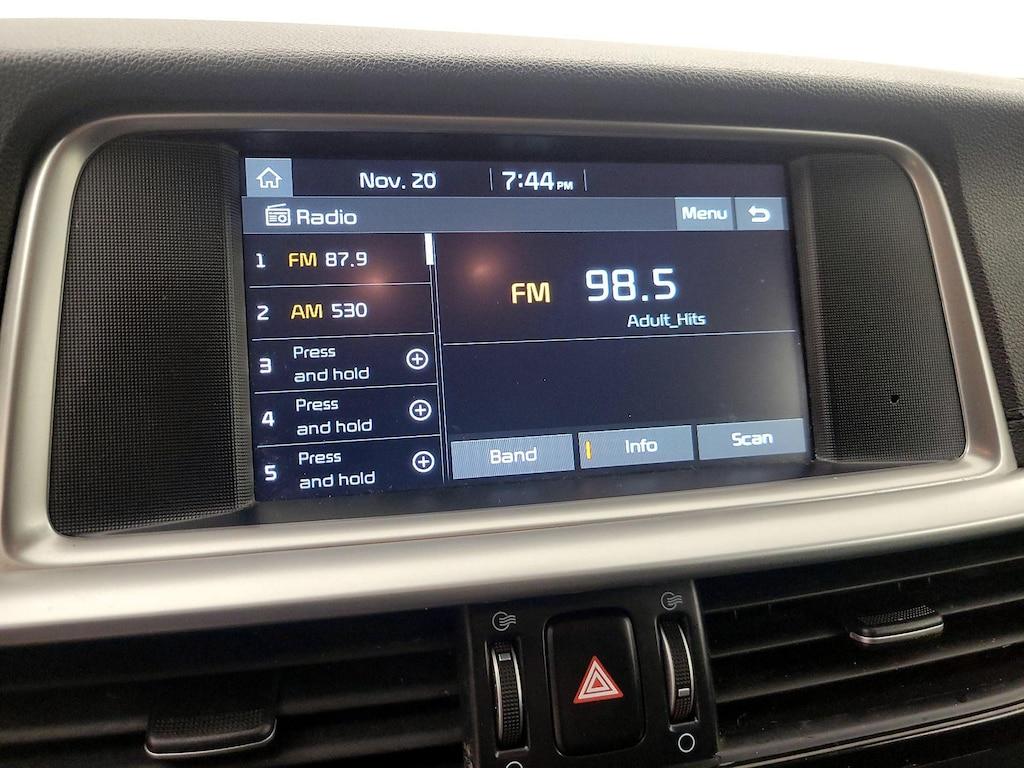 Nov. 20 7:44 PM
Radio Menu
1 FM 87.9
2 AM 530
3 Press
and hold
4 Press
and hold
5 Press
and hold
FM 98.5
Adult_Hits
Band Info Scan